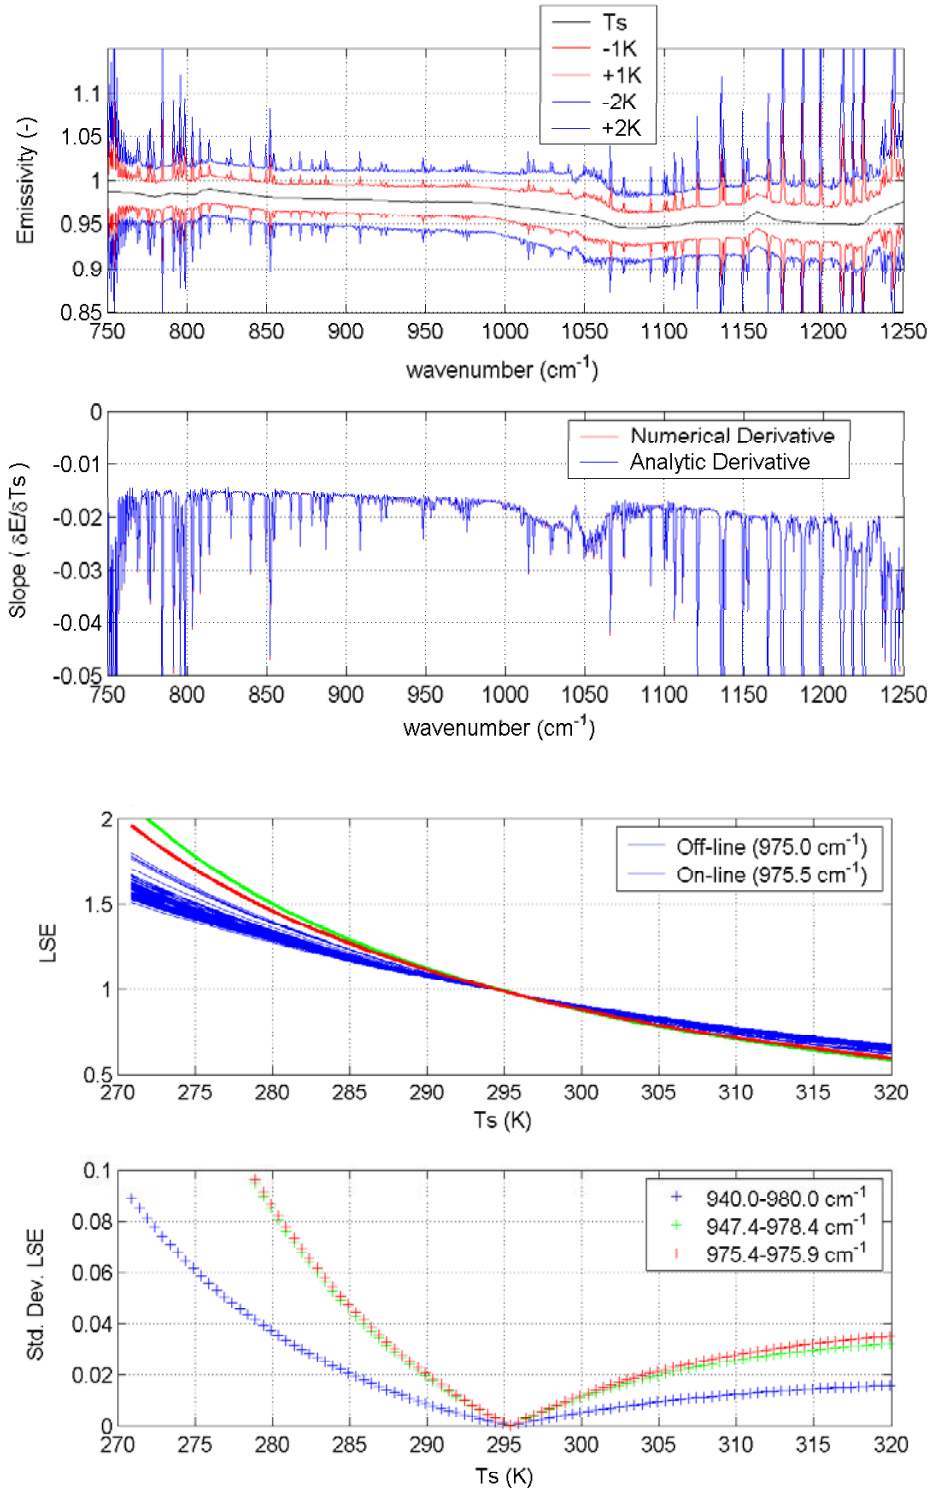 Ts
-1K
+1K
-2K
+2K
1.1
1.05
1
0.95
0.9
0.85
Emissivity (-)
750 800 850 900 950 1000 1050 1100 1150 1200 1250
wavenumber (cm-1)
0
-0.01
-0.02
-0.03
-0.04
-0.05
Slope ( δE/δTs )
Numerical Derivative
Analytic Derivative
750 800 850 900 950 1000 1050 1100 1150 1200 1250
wavenumber (cm-1)
2
1.5
1
0.5
LSE
Off-line (975.0 cm-1)
On-line (975.5 cm-1)
270 275 280 285 290 295 300 305 310 315 320
Ts (K)
0.1
0.08
0.06
0.04
0.02
0
Std. Dev. LSE
940.0-980.0 cm-1
947.4-978.4 cm-1
975.4-975.9 cm-1
270 275 280 285 290 295 300 305 310 315 320
Ts (K)